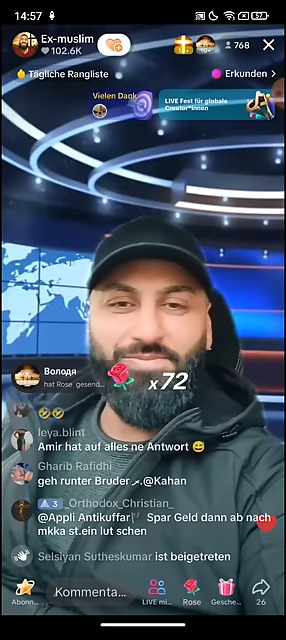 14:57
57
Ex-muslim
102.6K
10+
768
Tägliche Rangliste
Erkunden >
Vielen Dank
LIVE Fest für globale
Creator*innen
Володя
hat Rose gesend...
x72
🤣🤣
leya.blint
Amir hat auf alles ne Antwort 😅
Gharib Rafidhi
geh runter Bruder .@Kahan
3 _Orthodox_Christian_
@Appli Antikuffar Spar Geld dann ab nach
mkka st.ein lut schen
Selsiyan Sutheskumar ist beigetreten
Abonn...
Kommenta...
LIVE mi...
Rose
Gesche...
26